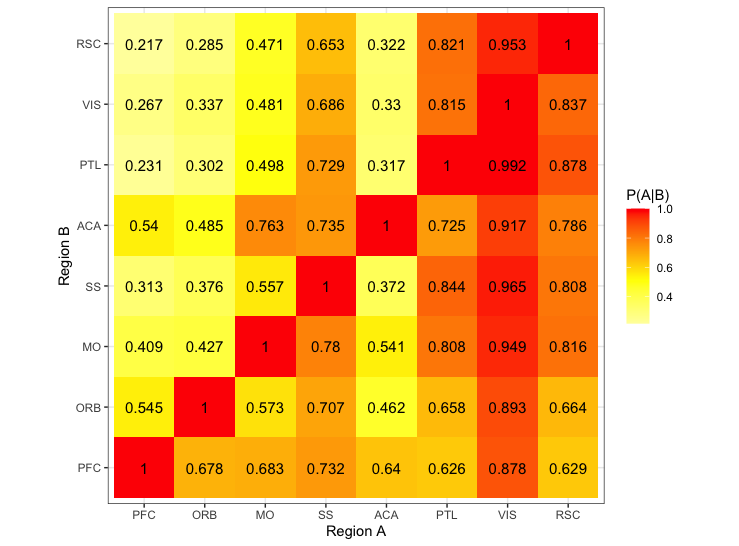 RSC 0.217 0.285 0.471 0.653 0.322 0.821 0.953 1
VIS 0.267 0.337 0.481 0.686 0.33 0.815 1 0.837
PTL 0.231 0.302 0.498 0.729 0.317 1 0.992 0.878
ACA 0.54 0.485 0.763 0.735 1 0.725 0.917 0.786
SS 0.313 0.376 0.557 1 0.372 0.844 0.965 0.808
MO 0.409 0.427 1 0.78 0.541 0.808 0.949 0.816
ORB 0.545 1 0.573 0.707 0.462 0.658 0.893 0.664
PFC 1 0.678 0.683 0.732 0.64 0.626 0.878 0.629
PFC ORB MO SS ACA PTL VIS RSC
Region A
Region B
P(A|B)
1.0
0.8
0.6
0.4